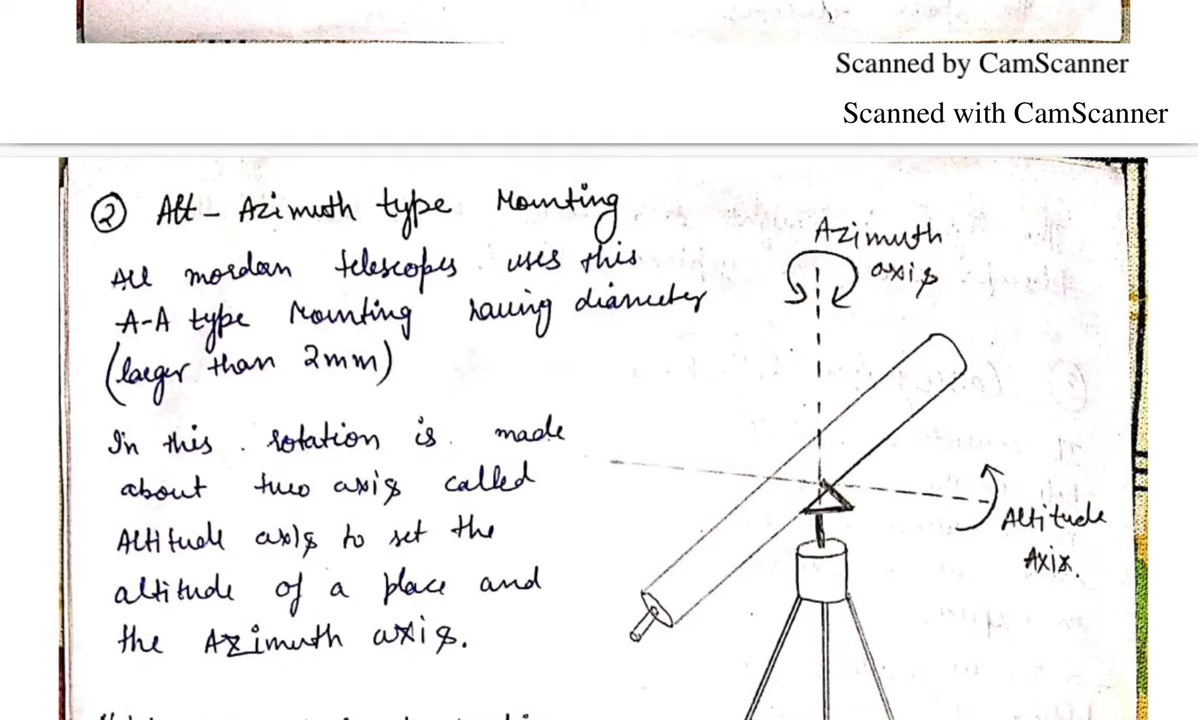 Scanned by CamScanner
Scanned with CamScanner
② Alt - Azimuth type Mounting
Azimuth
axis
All mordern telescopes uses this
A-A type Mounting having diameter
(larger than 2mm)
In this rotation is made
about two axis called
Altitude axis to set the
altitude of a place and
the Azimuth axis.
Altitude
Axis.